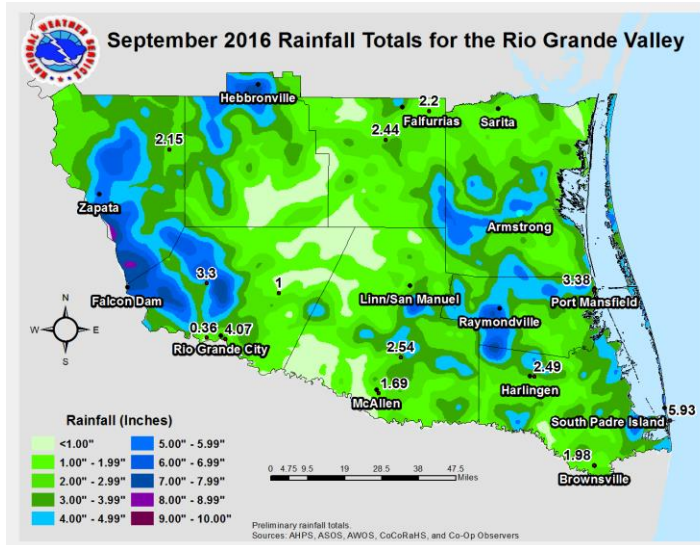 NATIONAL WEATHER SERVICE
September 2016 Rainfall Totals for the Rio Grande Valley
Hebbronville
2.2
Falfurrias
Sarita
2.44
2.15
Zapata
Armstrong
3.3
1
Falcon Dam
Linn/San Manuel
3.38
Port Mansfield
Raymondville
N
W E
S
0.36
4.07
Rio Grande City
2.54
2.49
Harlingen
1.69
McAllen
5.93
South Padre Island
1.98
Brownsville
Rainfall (Inches)
<1.00" 5.00" - 5.99"
1.00" - 1.99" 6.00" - 6.99"
2.00" - 2.99" 7.00" - 7.99"
3.00" - 3.99" 8.00" - 8.99"
4.00" - 4.99" 9.00" - 10.00"
0 4.75 9.5 19 28.5 38 47.5
Miles
Preliminary rainfall totals.
Sources: AHPS, ASOS, AWOS, CoCoRaHS, and Co-Op Observers